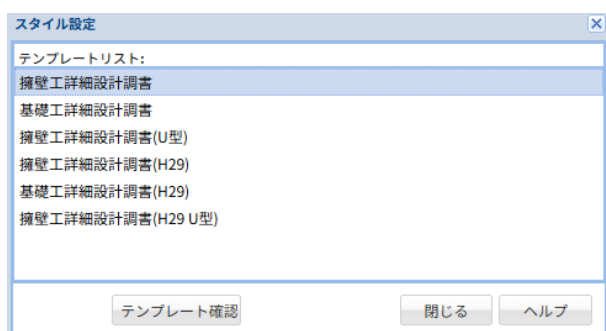 スタイル設定
テンプレートリスト:
擁壁工詳細設計調書
基礎工詳細設計調書
擁壁工詳細設計調書(U型)
擁壁工詳細設計調書(H29)
基礎工詳細設計調書(H29)
擁壁工詳細設計調書(H29 U型)
テンプレート確認 閉じる ヘルプ